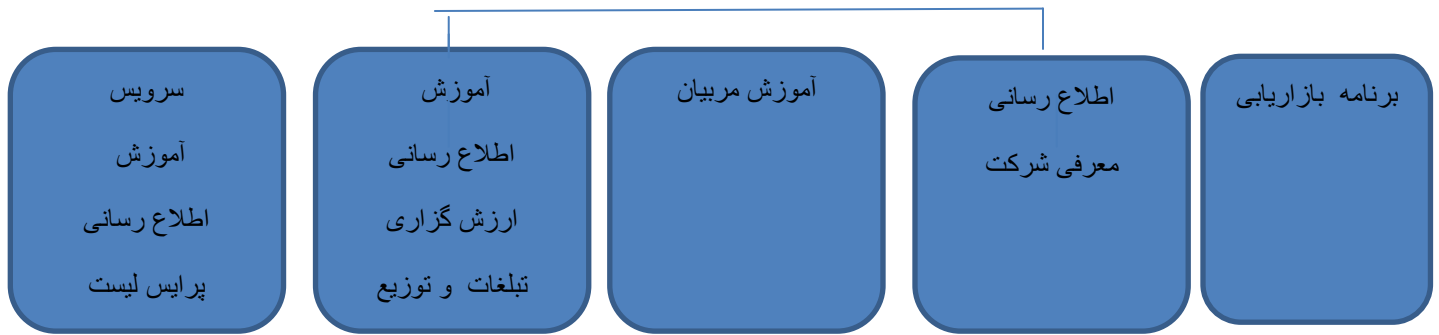 برنامه بازاریابی
اطلاع رسانی
معرفی شرکت
آموزش مربیان
آموزش
اطلاع رسانی
ارزش گزاری
تبلغات و توزیع
سرویس
آموزش
اطلاع رسانی
پرایس لیست